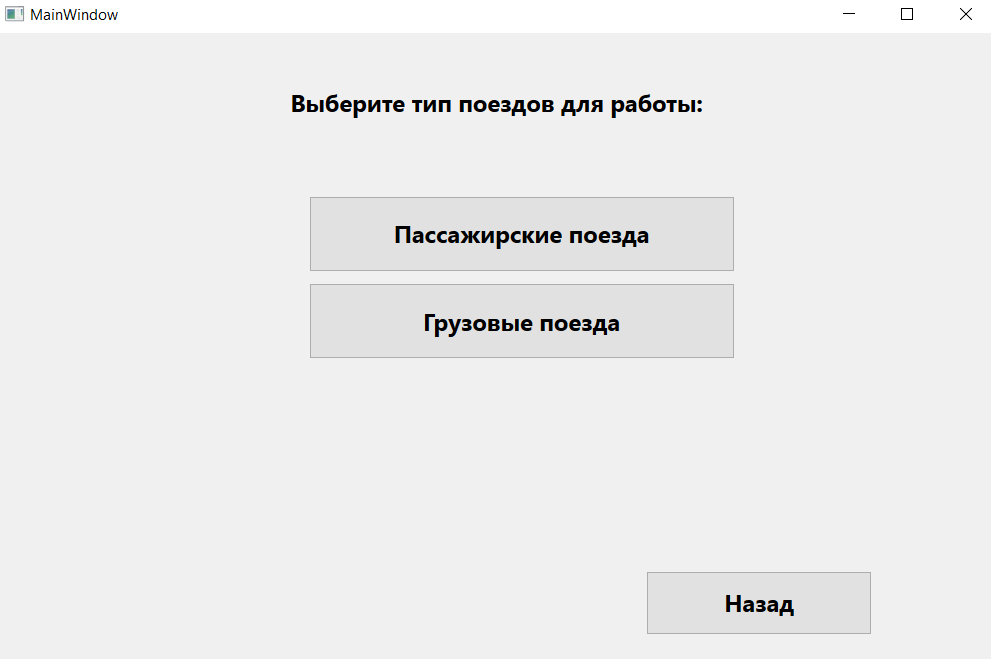 MainWindow
Выберите тип поездов для работы:
Пассажирские поезда
Грузовые поезда
Назад